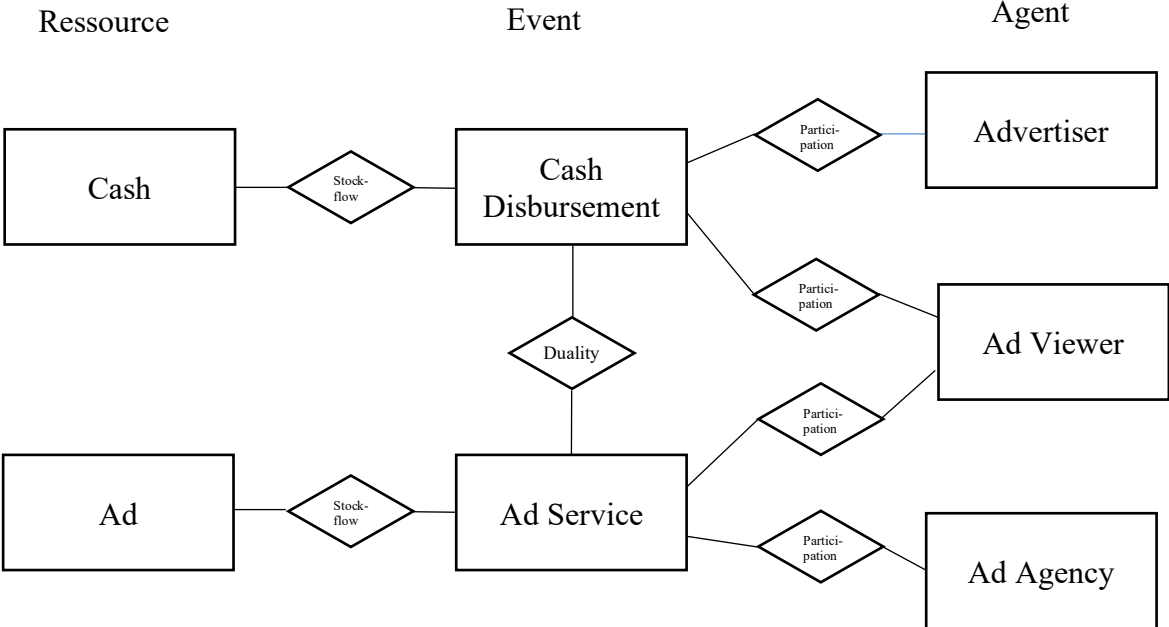 Ressource
Event
Agent
Cash
Stock-
flow
Cash
Disbursement
Partici-
pation
Advertiser
Partici-
pation
Ad Viewer
Duality
Partici-
pation
Ad
Stock-
flow
Ad Service
Partici-
pation
Ad Agency